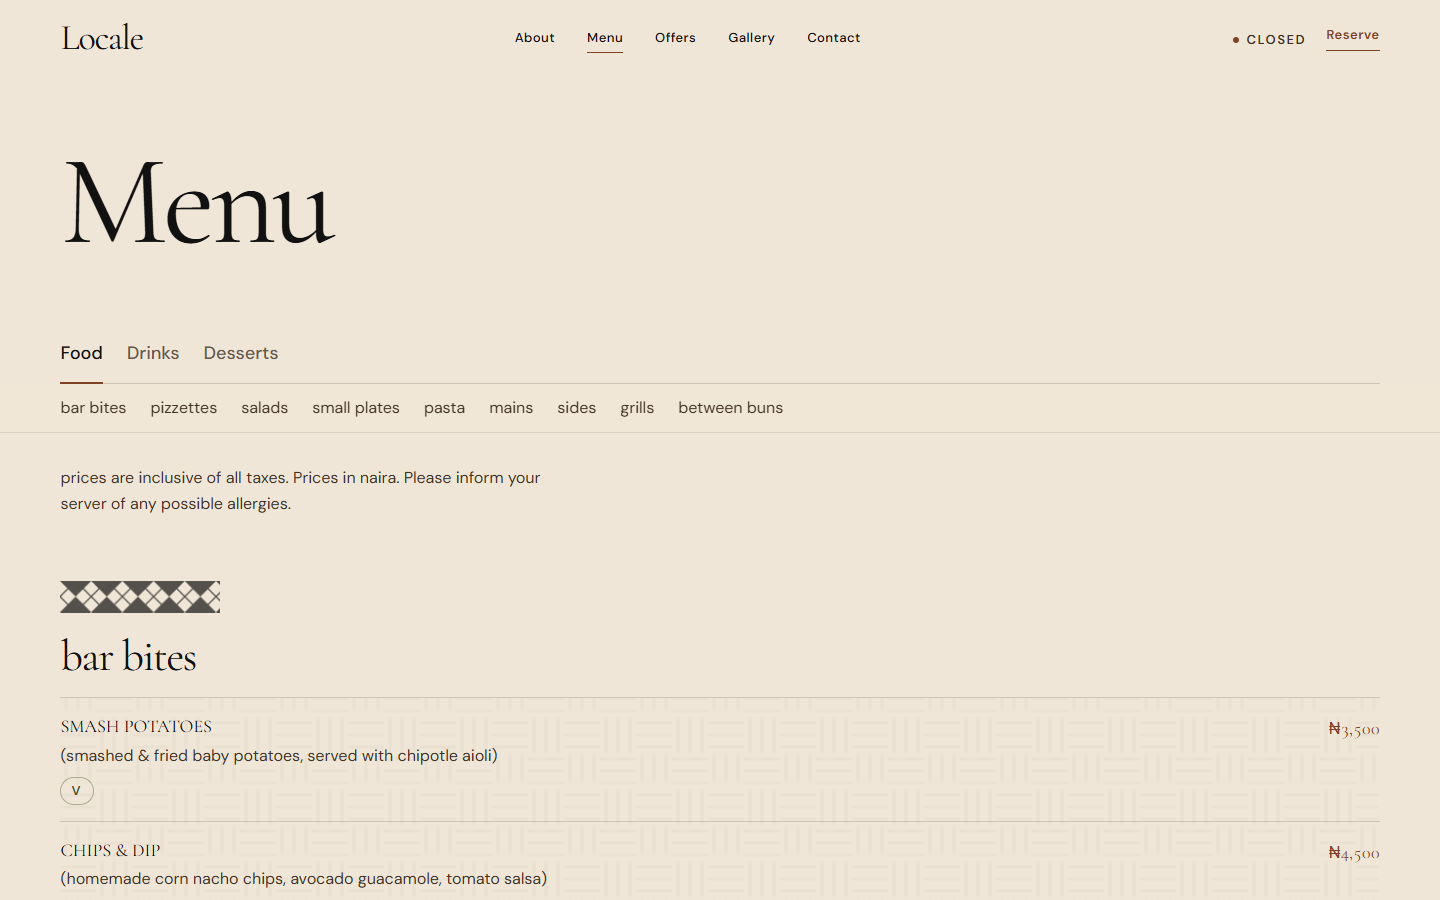 Locale
About Menu Offers Gallery Contact
CLOSED Reserve
Menu
Food Drinks Desserts
bar bites pizzettes salads small plates pasta mains sides grills between buns
prices are inclusive of all taxes. Prices in naira. Please inform your
server of any possible allergies.
bar bites
SMASH POTATOES ₦3,500
(smashed & fried baby potatoes, served with chipotle aioli)
V
CHIPS & DIP ₦4,500
(homemade corn nacho chips, avocado guacamole, tomato salsa)